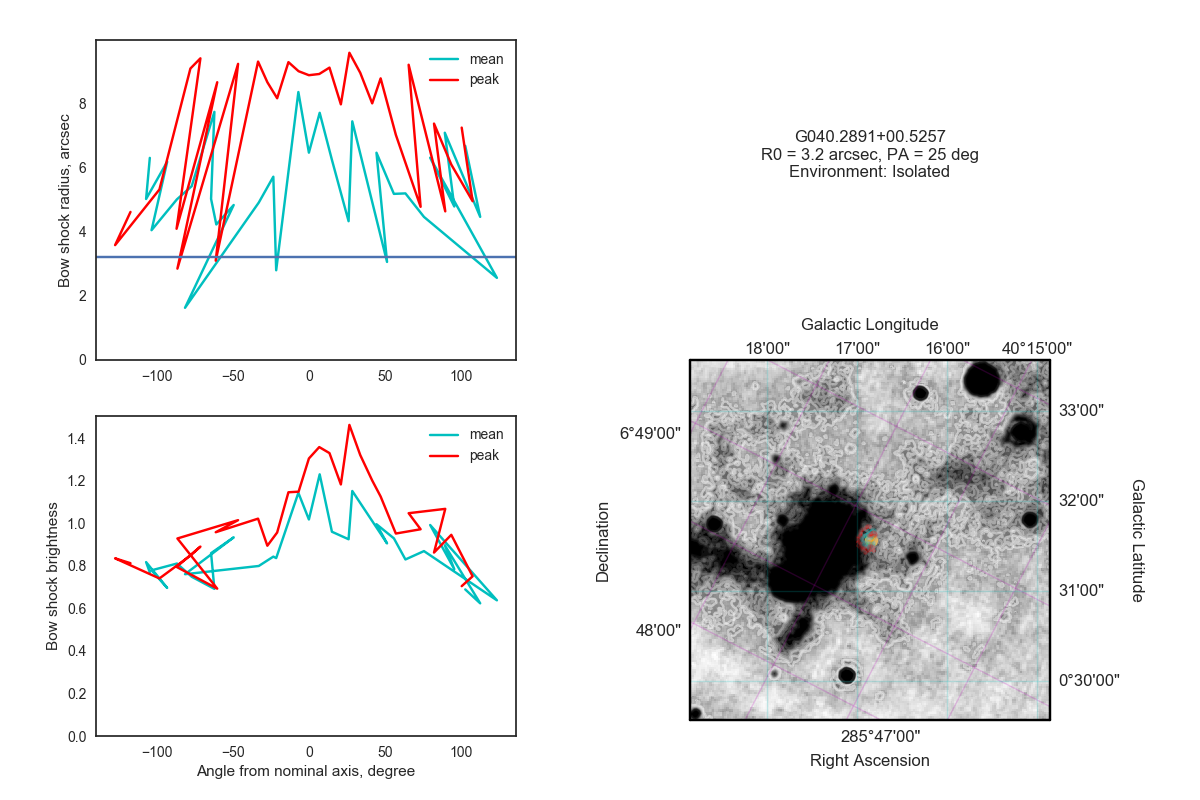 8
6
4
2
0
Bow shock radius, arcsec
mean
peak
−100
−50
0
50
100
1.4
1.2
1.0
0.8
0.6
0.4
0.2
0.0
Bow shock brightness
mean
peak
−100
−50
0
50
100
Angle from nominal axis, degree
G040.2891+00.5257
R0 = 3.2 arcsec, PA = 25 deg
Environment: Isolated
Galactic Longitude
18'00"
17'00"
16'00"
40°15'00"
6°49'00"
48'00"
Declination
33'00"
32'00"
31'00"
0°30'00"
Galactic Latitude
285°47'00"
Right Ascension